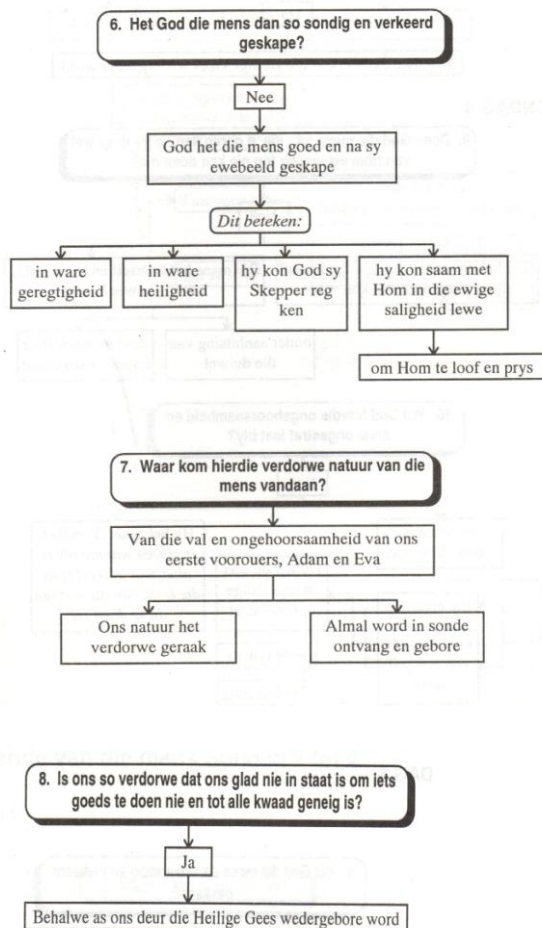 6. Het God die mens dan so sondig en verkeerd
geskape?
Nee
God het die mens goed en na sy
ewebeeld geskape
Dit beteken:
in ware
geregtigheid
in ware
heiligheid
hy kon God sy
Skepper reg
ken
hy kon saam met
Hom in die ewige
saligheid lewe
om Hom te loof en prys
7. Waar kom hierdie verdorwe natuur van die
mens vandaan?
Van die val en ongehoorsaamheid van ons
eerste voorouers, Adam en Eva
Ons natuur het
verdorwe geraak
Almal word in sonde
ontvang en gebore
8. Is ons so verdorwe dat ons glad nie in staat is om iets
goeds te doen nie en tot alle kwaad geneig is?
Ja
Behalwe as ons deur die Heilige Gees wedergebore word